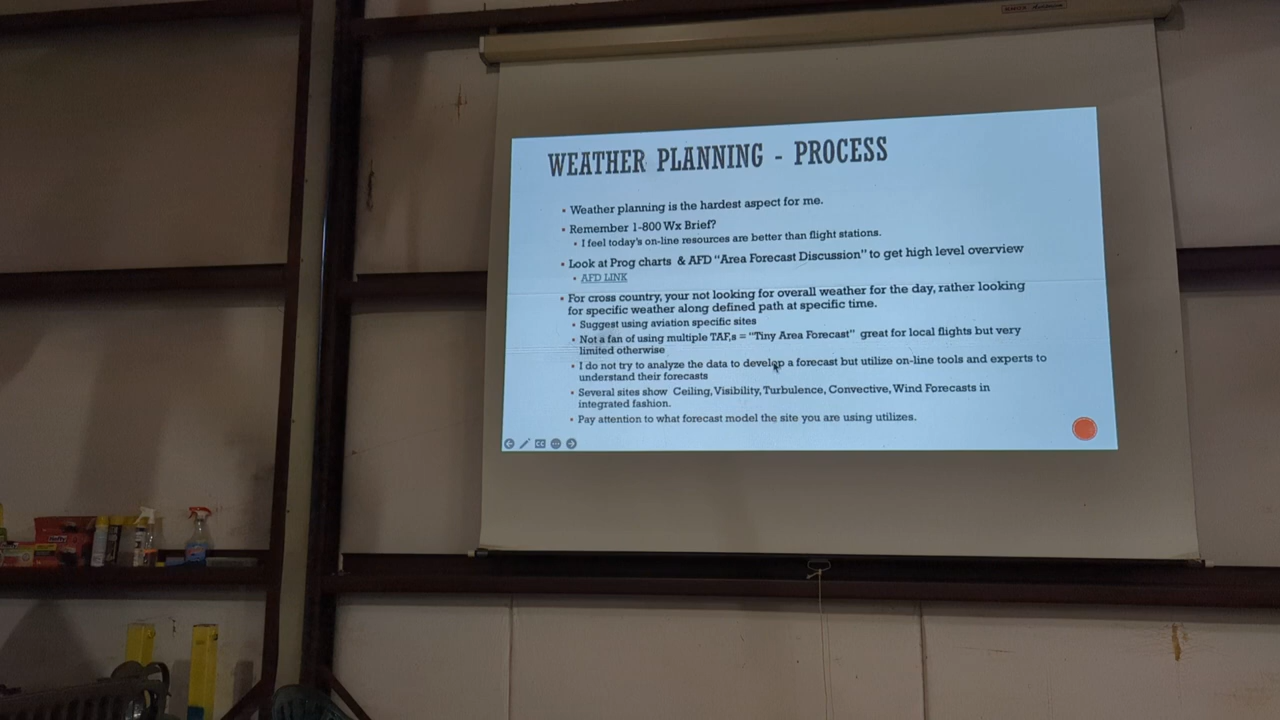 WEATHER PLANNING - PROCESS
• Weather planning is the hardest aspect for me.
• Remember 1-800 Wx Brief?
• I feel today's on-line resources are better than flight stations.
• Look at Prog charts & AFD "Area Forecast Discussion" to get high level overview
• AFD LINK
• For cross country, your not looking for overall weather for the day, rather looking
for specific weather along defined path at specific time.
• Suggest using aviation specific sites
• Not a fan of using multiple TAF,s = "Tiny Area Forecast" great for local flights but very
limited otherwise
• I do not try to analyze the data to develop a forecast but utilize on-line tools and experts to
understand their forecasts
• Several sites show Ceiling, Visibility, Turbulence, Convective, Wind Forecasts in
integrated fashion.
• Pay attention to what forecast model the site you are using utilizes.